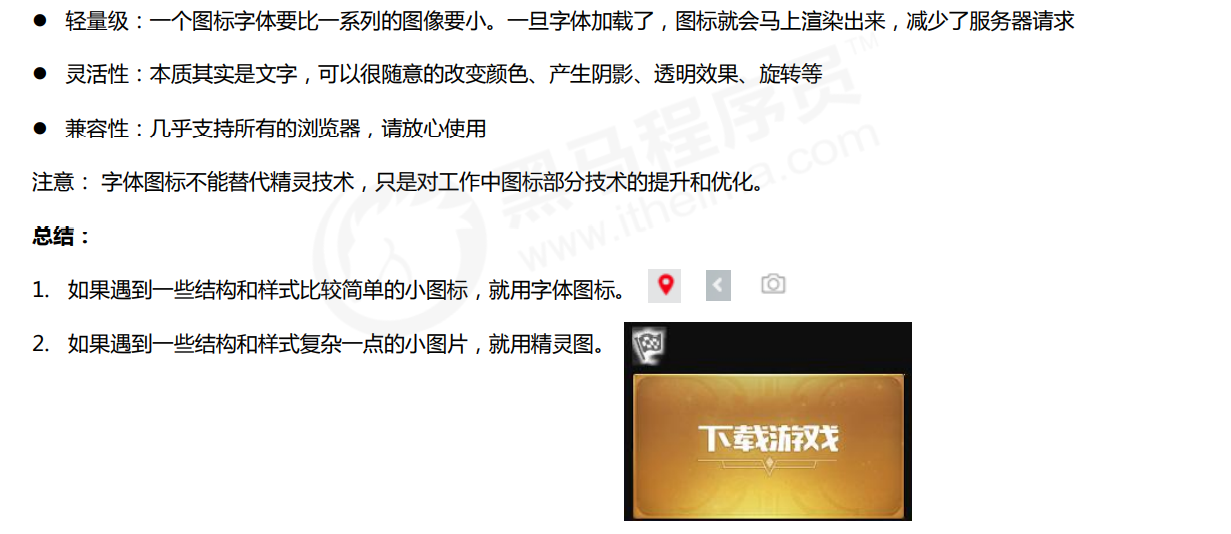 ● 轻量级：一个图标字体要比一系列的图像要小。一旦字体加载了，图标就会马上渲染出来，减少了服务器请求
● 灵活性：本质其实是文字，可以很随意的改变颜色、产生阴影、透明效果、旋转等
● 兼容性：几乎支持所有的浏览器，请放心使用
注意： 字体图标不能替代精灵技术，只是对工作中图标部分技术的提升和优化。
总结：
1. 如果遇到一些结构和样式比较简单的小图标，就用字体图标。
2. 如果遇到一些结构和样式复杂一点的小图片，就用精灵图。
下载游戏
黑马程序员™
www.itheima.com